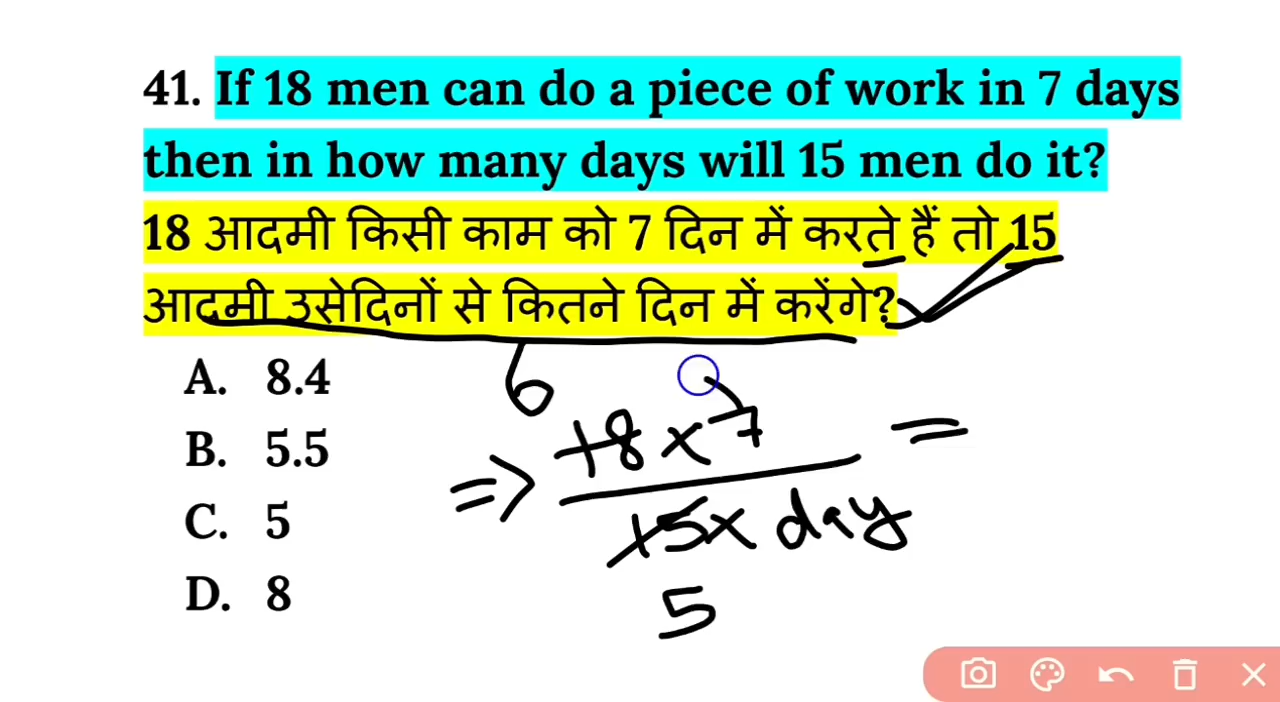 41. If 18 men can do a piece of work in 7 days
then in how many days will 15 men do it?
18 आदमी किसी काम को 7 दिन में करते हैं तो 15
आदमी उसेदिनों से कितने दिन में करेंगे?
A. 8.4
B. 5.5
C. 5
D. 8
6
⇒ 18 x 7 =
15 x day
5